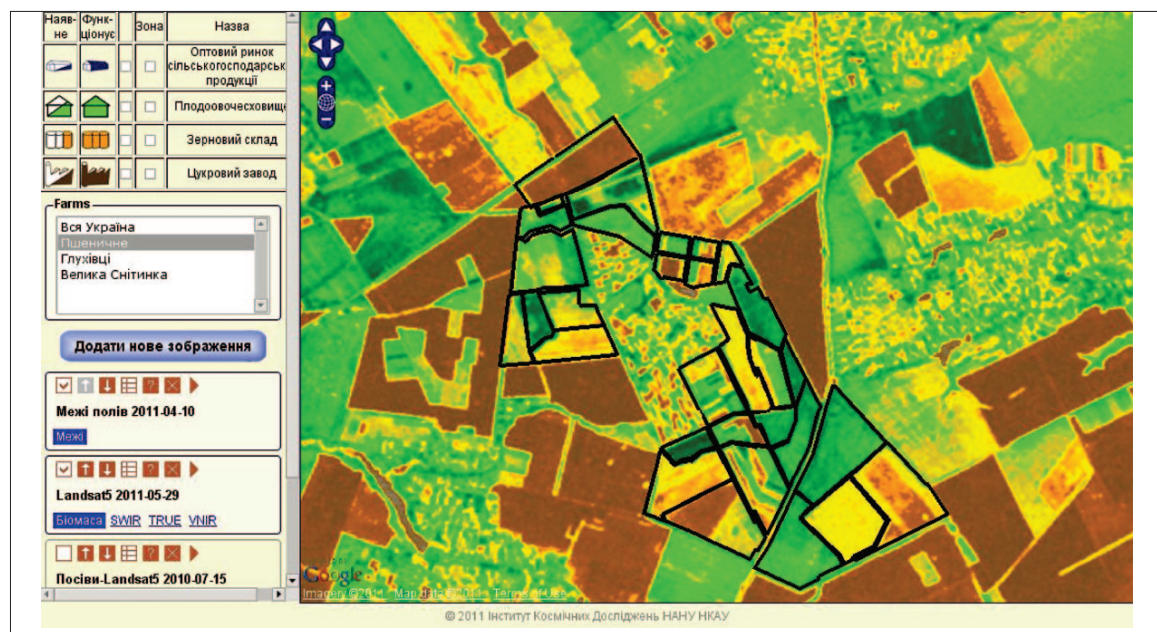 Наяв-
не
Функ-
ціонує
Зона
Назва
Оптовий ринок
сільськогосподарськ
продукції
Плодоовочесховище
Зерновий склад
Цукровий завод
Farms
Вся Україна
Пшеничне
Глухівці
Велика Снітинка
Додати нове зображення
Межі полів 2011-04-10
Межі
Landsat5 2011-05-29
Біомаса SWIR TRUE VNIR
Посіви-Landsat5 2010-07-15
Google
Imagery ©2011 Map data ©2011 Terms of Use
© 2011 Інститут Космічних Досліджень НАНУ НКАУ